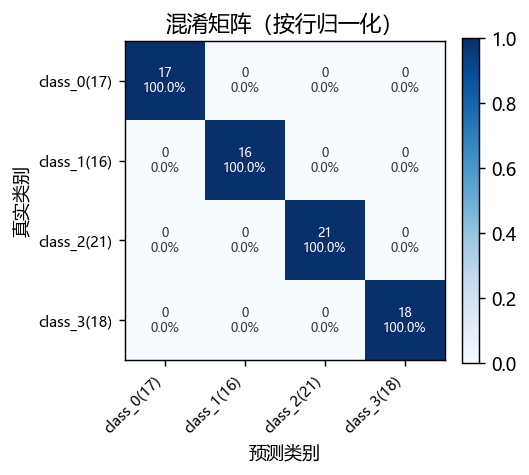 混淆矩阵（按行归一化）
真实类别
class_0(17)
17 0 0 0
100.0% 0.0% 0.0% 0.0%
class_1(16)
0 16 0 0
0.0% 100.0% 0.0% 0.0%
class_2(21)
0 0 21 0
0.0% 0.0% 100.0% 0.0%
class_3(18)
0 0 0 18
0.0% 0.0% 0.0% 100.0%
class_0(17) class_1(16) class_2(21) class_3(18)
预测类别
1.0
0.8
0.6
0.4
0.2
0.0